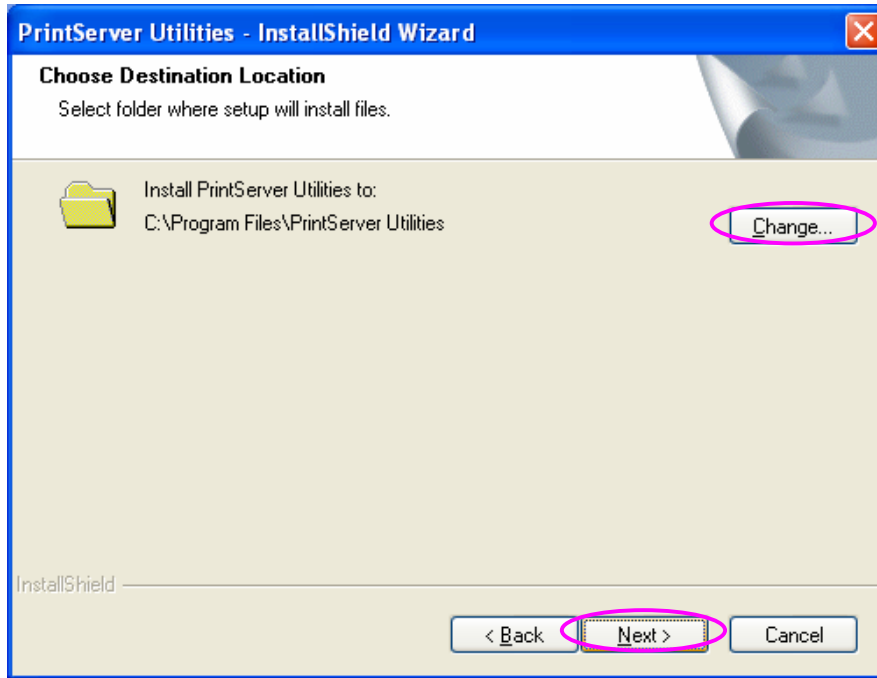 PrintServer Utilities - InstallShield Wizard
Choose Destination Location
Select folder where setup will install files.
Install PrintServer Utilities to:
C:\Program Files\PrintServer Utilities
Change...
InstallShield
< Back
Next >
Cancel